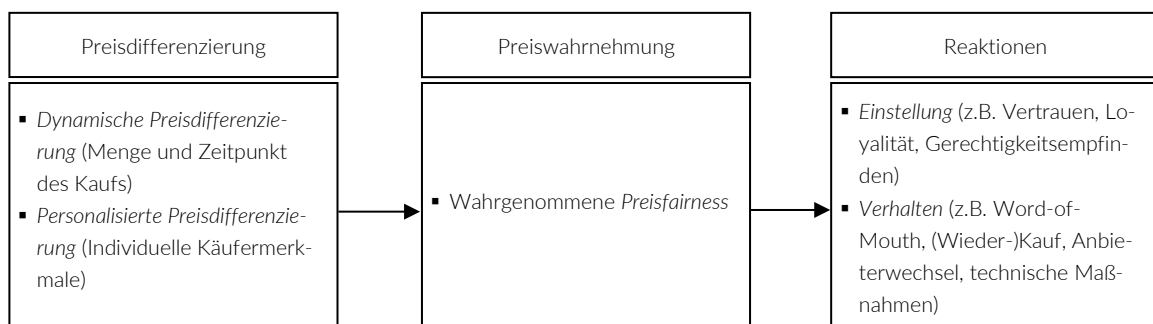 Preisdifferenzierung
▪ Dynamische Preisdifferenzie-
rung (Menge und Zeitpunkt
des Kaufs)
▪ Personalisierte Preisdifferenzie-
rung (Individuelle Käufermerk-
male)
Preiswahrnehmung
▪ Wahrgenommene Preisfairness
Reaktionen
▪ Einstellung (z.B. Vertrauen, Lo-
yalität, Gerechtigkeitsempfin-
den)
▪ Verhalten (z.B. Word-of-
Mouth, (Wieder-)Kauf, Anbie-
terwechsel, technische Maß-
nahmen)